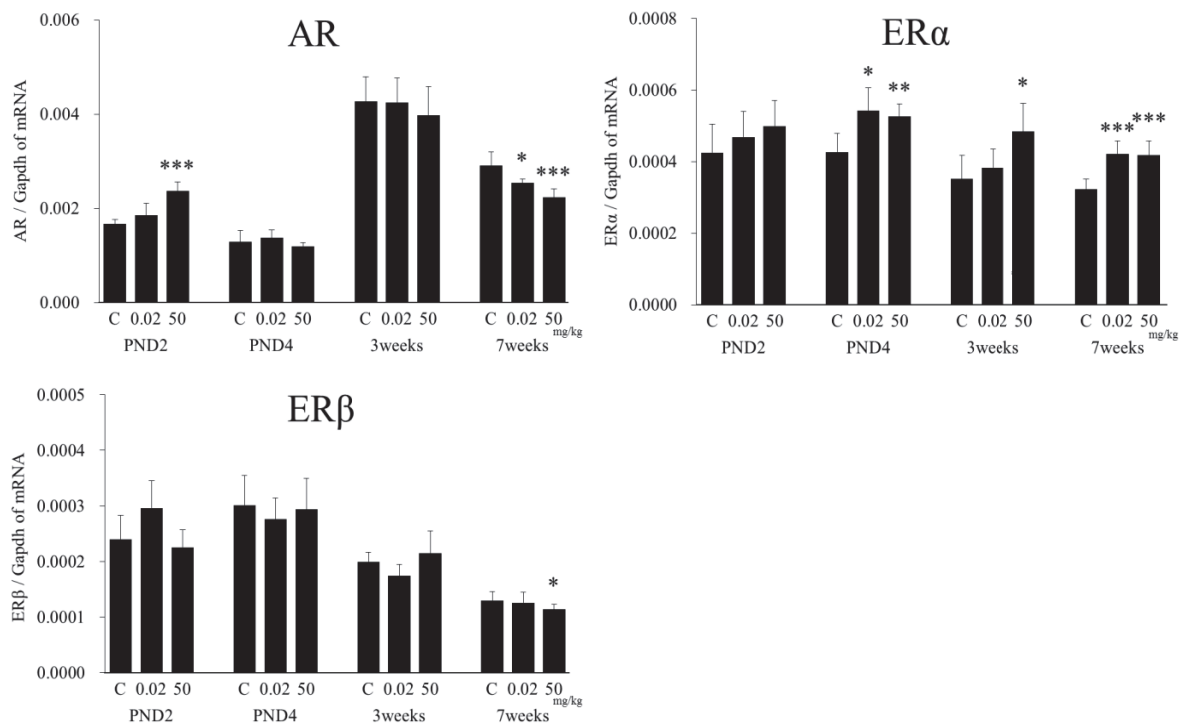 AR
AR / Gapdh of mRNA
0.006
0.004
0.002
0.000
***
* ***
C 0.02 50 C 0.02 50 C 0.02 50 C 0.02 50 mg/kg
PND2 PND4 3weeks 7weeks
ERα
ERα / Gapdh of mRNA
0.0008
0.0006
0.0004
0.0002
0.0000
* ** * *** ***
C 0.02 50 C 0.02 50 C 0.02 50 C 0.02 50 mg/kg
PND2 PND4 3weeks 7weeks
ERβ
ERβ / Gapdh of mRNA
0.0005
0.0004
0.0003
0.0002
0.0001
0.0000
*
C 0.02 50 C 0.02 50 C 0.02 50 C 0.02 50 mg/kg
PND2 PND4 3weeks 7weeks